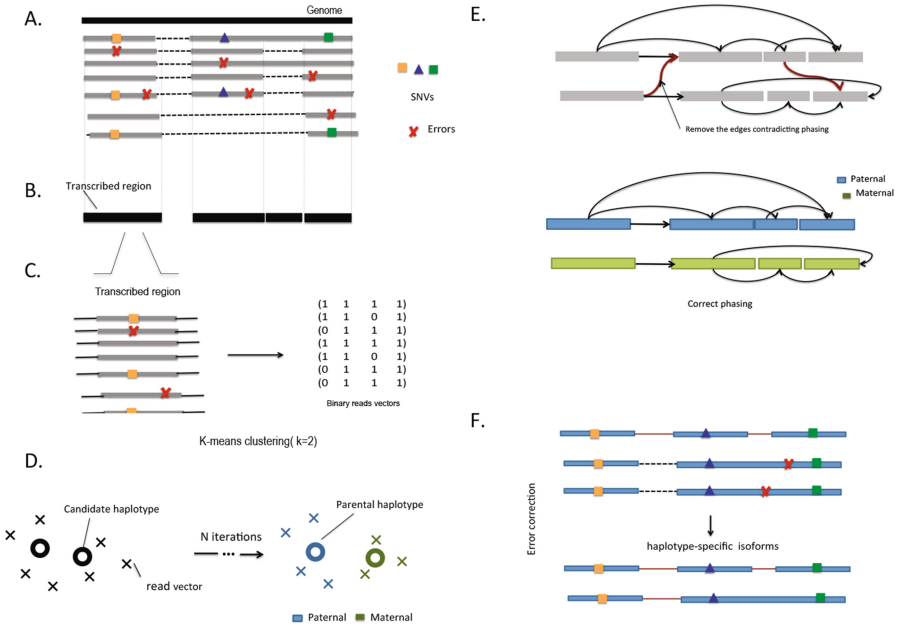 A.
Genome
SNVs
Errors
B.
Transcribed region
C.
Transcribed region
(1 1 1 1)
(1 1 0 1)
(0 1 1 1)
(1 1 1 1)
(1 1 0 1)
(0 1 1 1)
(0 1 1 1)
Binary reads vectors
K-means clustering( k=2)
D.
Candidate haplotype
read vector
N iterations
Parental haplotype
Paternal
Maternal
E.
Remove the edges contradicting phasing
Paternal
Maternal
Correct phasing
F.
Error correction
haplotype-specific isoforms